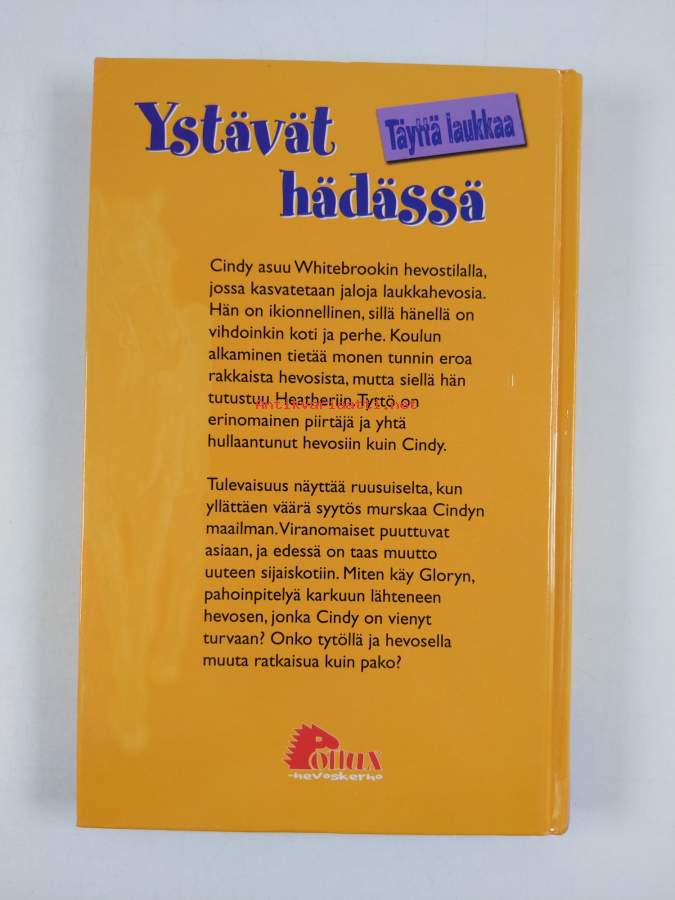 Ystävät
Täyttä laukkaa
hädässä
Cindy asuu Whitebrookin hevostilalla,
jossa kasvatetaan jaloja laukkahevosia.
Hän on ikionnellinen, sillä hänellä on
vihdoinkin koti ja perhe. Koulun
alkaminen tietää monen tunnin eroa
rakkaista hevosista, mutta siellä hän
tutustuu Heatheriin. Tyttö on
antikvariaatti.net
erinomainen piirtäjä ja yhtä
hullaantunut hevosiin kuin Cindy.
Tulevaisuus näyttää ruusuiselta, kun
yllättäen väärä syytös murskaa Cindyn
maailman. Viranomaiset puuttuvat
asiaan, ja edessä on taas muutto
uuteen sijaiskotiin. Miten käy Gloryn,
pahoinpitelyä karkuun lähteneen
hevosen, jonka Cindy on vienyt
turvaan? Onko tytöllä ja hevosella
muuta ratkaisua kuin pako?
Pollux
-hevoskerho